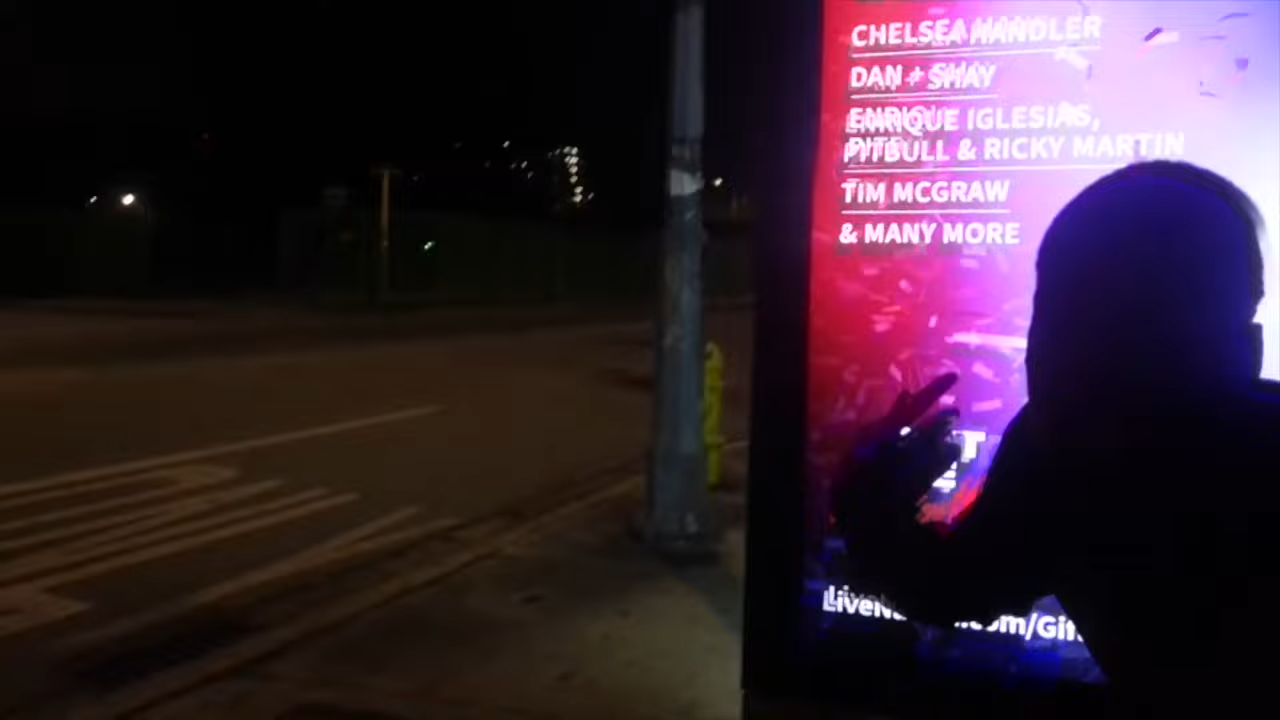 CHELSEA HANDLER
DAN + SHAY
ENRIQUE IGLESIAS,
PITBULL & RICKY MARTIN
TIM MCGRAW
& MANY MORE